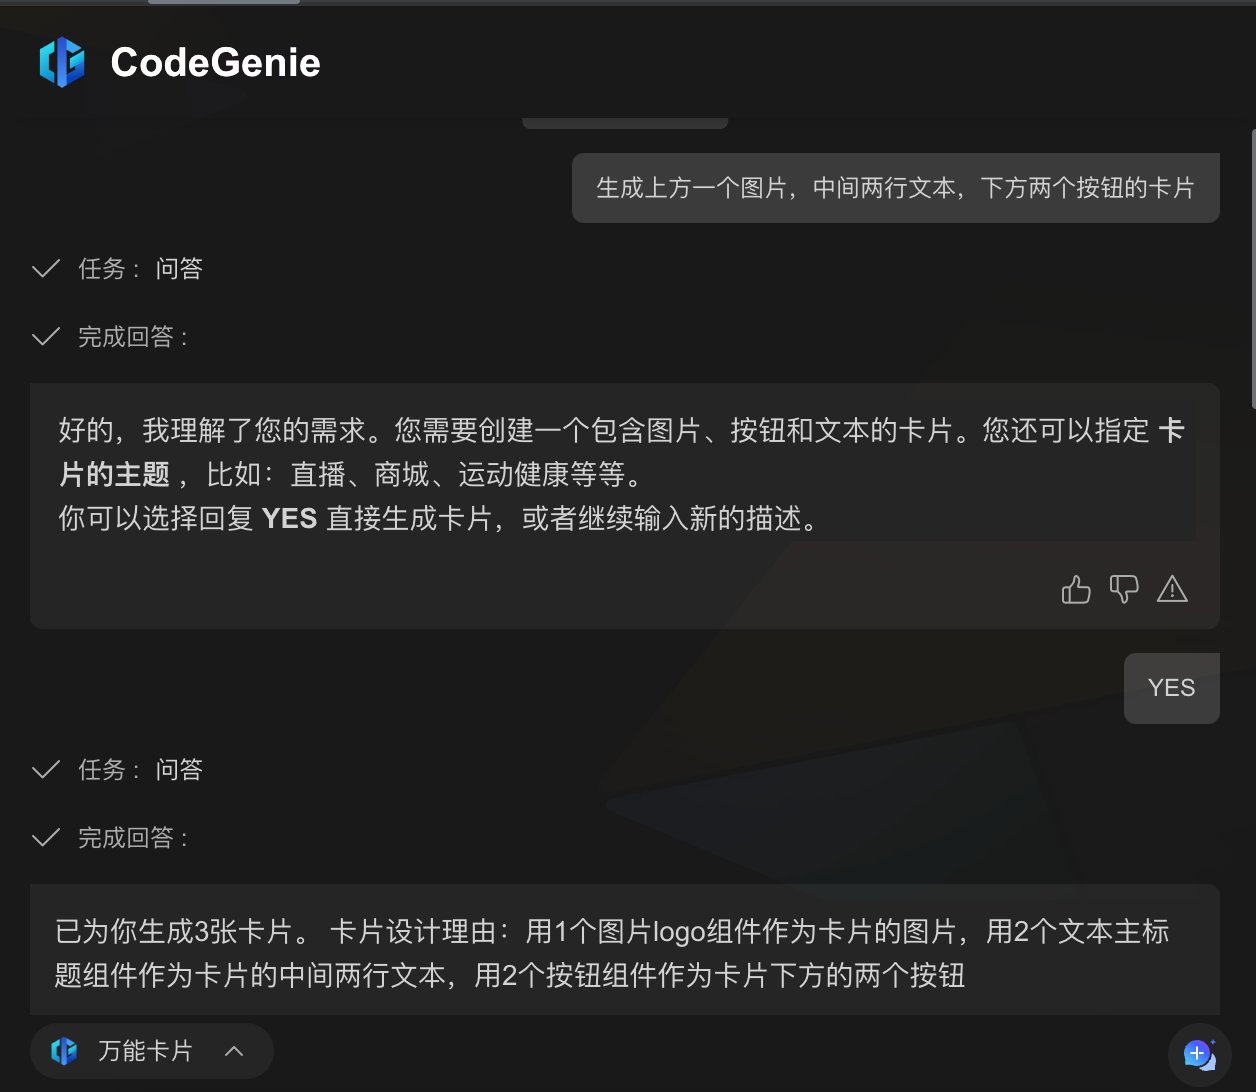 CodeGenie
生成上方一个图片，中间两行文本，下方两个按钮的卡片
任务： 问答
完成回答：
好的，我理解了您的需求。您需要创建一个包含图片、按钮和文本的卡片。您还可以指定 卡
片的主题 ，比如：直播、商城、运动健康等等。
你可以选择回复 YES 直接生成卡片，或者继续输入新的描述。
YES
任务： 问答
完成回答：
已为你生成3张卡片。 卡片设计理由：用1个图片logo组件作为卡片的图片，用2个文本主标
题组件作为卡片的中间两行文本，用2个按钮组件作为卡片下方的两个按钮
万能卡片